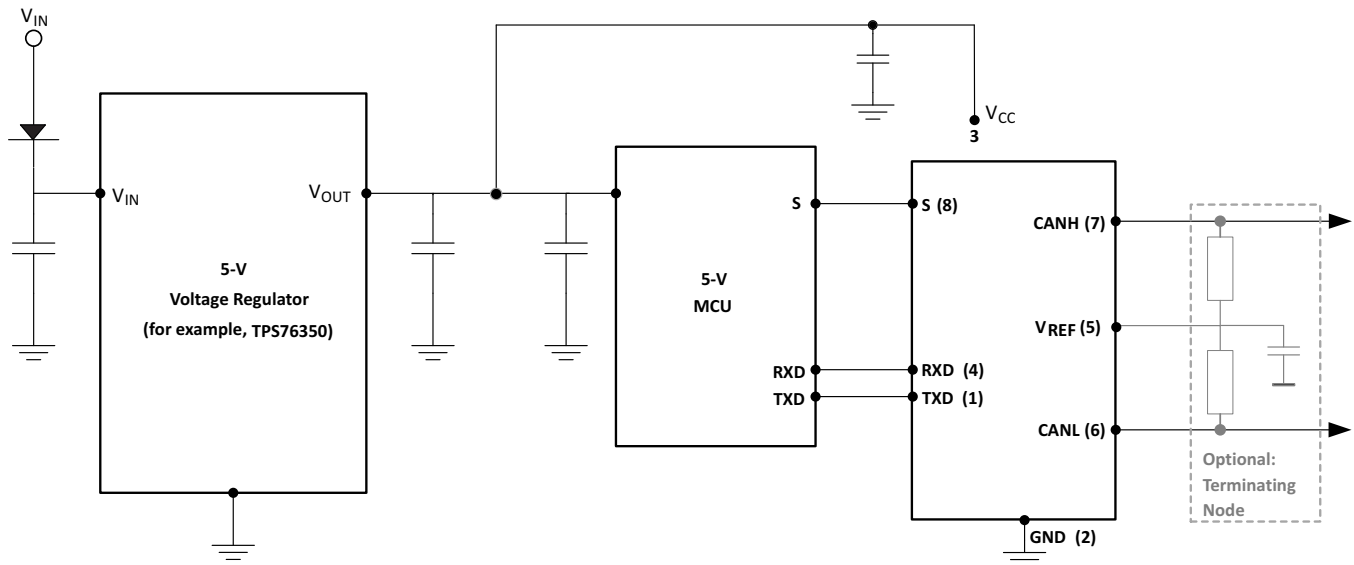 VIN
VCC
3
VIN
VOUT
5-V
Voltage Regulator
(for example, TPS76350)
S
5-V
MCU
RXD
TXD
S (8)
RXD (4)
TXD (1)
CANH (7)
VREF (5)
CANL (6)
GND (2)
Optional:
Terminating
Node